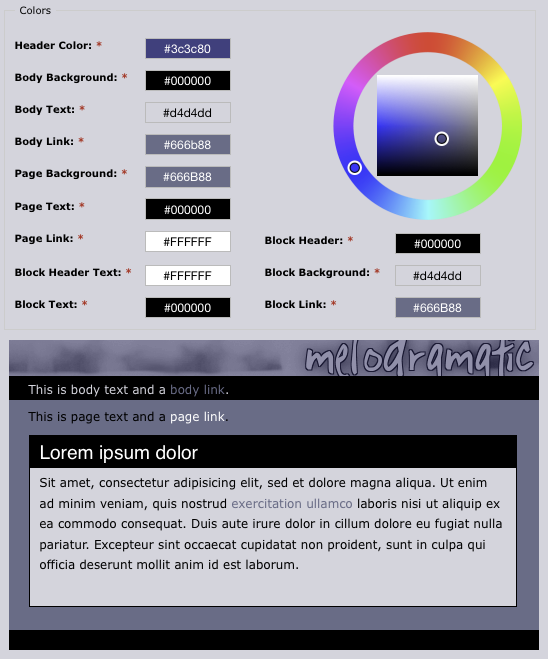 Colors
Header Color: * #3c3c80
Body Background: * #000000
Body Text: * #d4d4dd
Body Link: * #666b88
Page Background: * #666B88
Page Text: * #000000
Page Link: * #FFFFFF
Block Header Text: * #FFFFFF
Block Text: * #000000
Block Header: * #000000
Block Background: * #d4d4dd
Block Link: * #666B88
melodramatic
This is body text and a body link.
This is page text and a page link.
Lorem ipsum dolor
Sit amet, consectetur adipisicing elit, sed et dolore magna aliqua. Ut enim
ad minim veniam, quis nostrud exercitation ullamco laboris nisi ut aliquip ex
ea commodo consequat. Duis aute irure dolor in cillum dolore eu fugiat nulla
pariatur. Excepteur sint occaecat cupidatat non proident, sunt in culpa qui
officia deserunt mollit anim id est laborum.